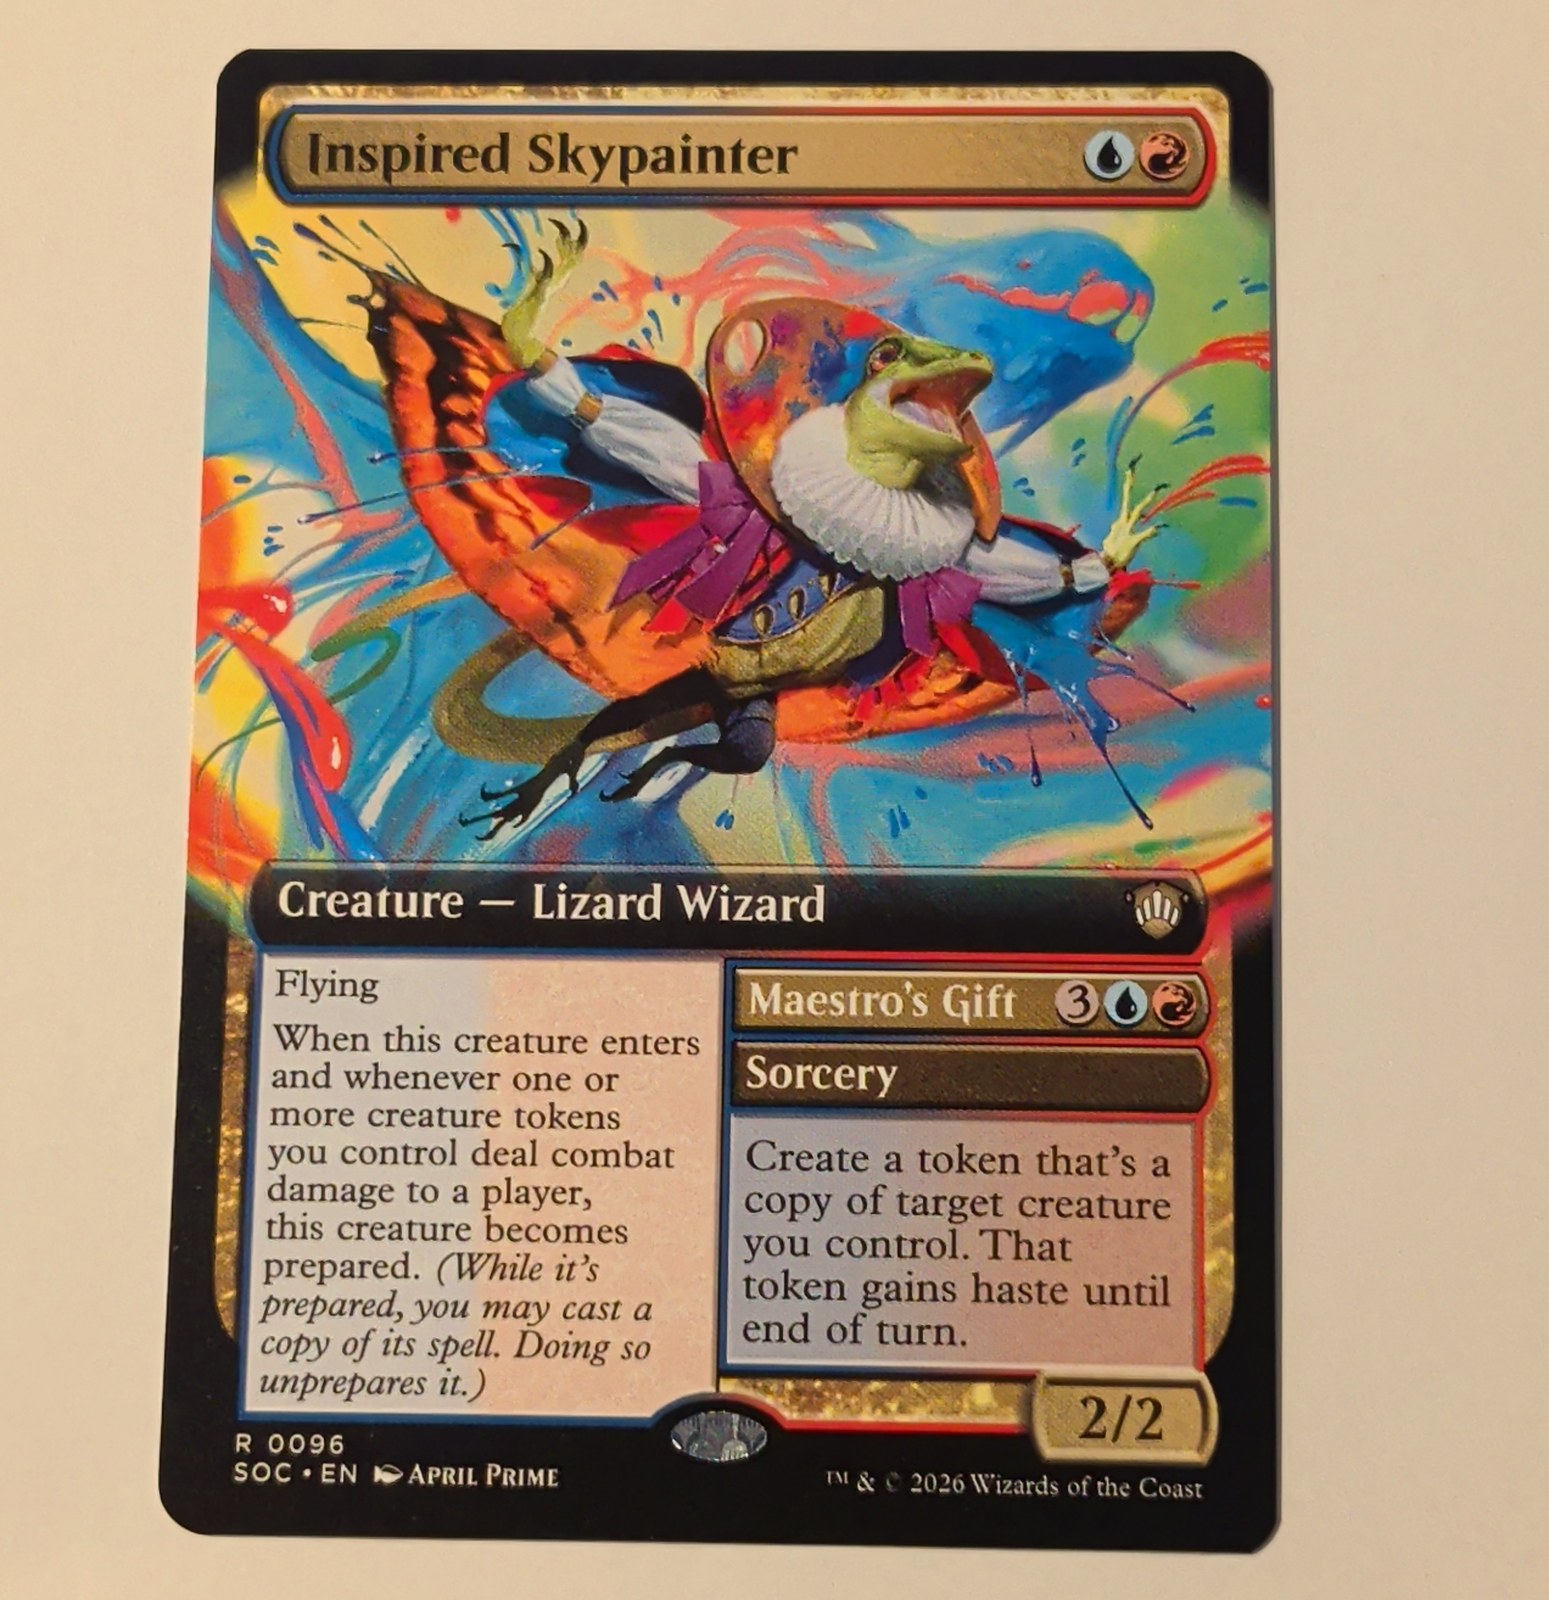 Inspired Skypainter
Creature — Lizard Wizard
Flying
When this creature enters
and whenever one or
more creature tokens
you control deal combat
damage to a player,
this creature becomes
prepared. (While it's
prepared, you may cast a
copy of its spell. Doing so
unprepares it.)
Maestro's Gift 3
Sorcery
Create a token that's a
copy of target creature
you control. That
token gains haste until
end of turn.
2/2
R 0096
SOC • EN APRIL PRIME
™ & © 2026 Wizards of the Coast